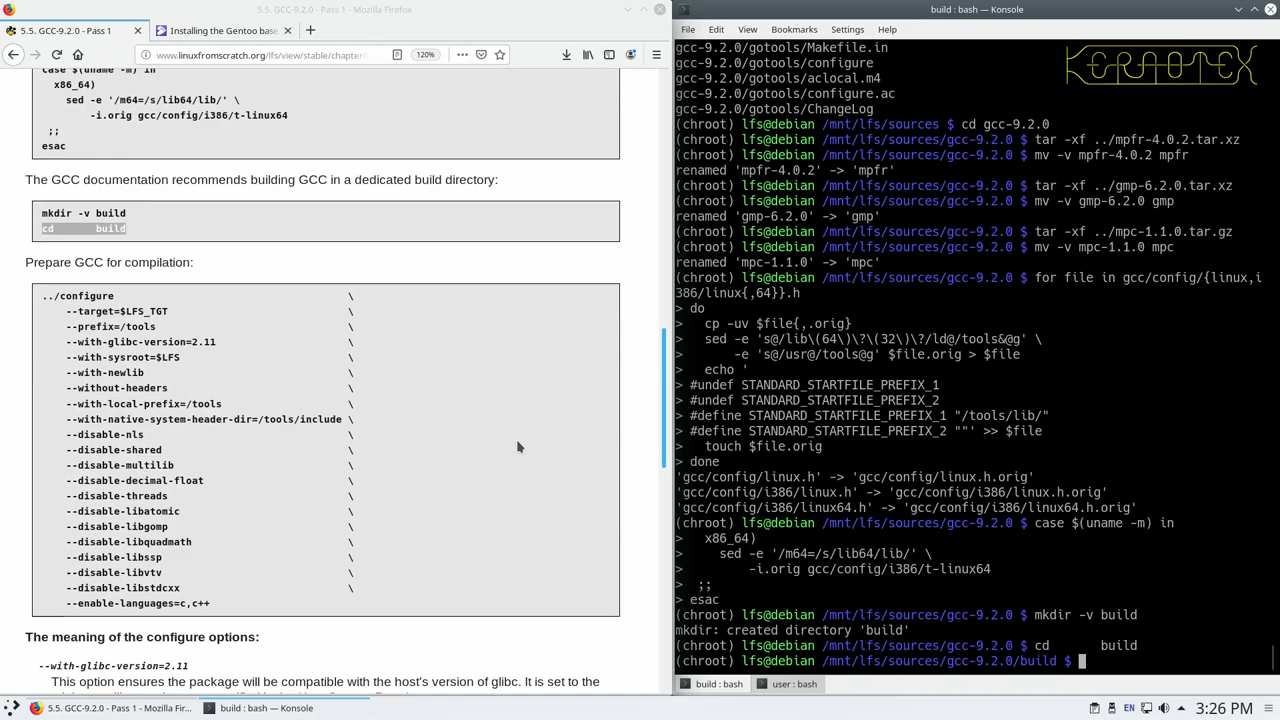 5.5. GCC-9.2.0 - Pass 1 - Mozilla Firefox
5.5. GCC-9.2.0 - Pass 1
Installing the Gentoo base
www.linuxfromscratch.org/lfs/view/stable/chapter
120%
case $(uname -m) in
x86_64)
sed -e '/m64=/s/lib64/lib/' \
-i.orig gcc/config/i386/t-linux64
;;
esac
The GCC documentation recommends building GCC in a dedicated build directory:
mkdir -v build
cd build
Prepare GCC for compilation:
../configure \
--target=$LFS_TGT \
--prefix=/tools \
--with-glibc-version=2.11 \
--with-sysroot=$LFS \
--with-newlib \
--without-headers \
--with-local-prefix=/tools \
--with-native-system-header-dir=/tools/include \
--disable-nls \
--disable-shared \
--disable-multilib \
--disable-decimal-float \
--disable-threads \
--disable-libatomic \
--disable-libgomp \
--disable-libquadmath \
--disable-libssp \
--disable-libvtv \
--disable-libstdcxx \
--enable-languages=c,c++
The meaning of the configure options:
--with-glibc-version=2.11
This option ensures the package will be compatible with the host's version of glibc. It is set to the
build : bash — Konsole
File Edit View Bookmarks Settings Help
KERNOTEX
gcc-9.2.0/gotools/Makefile.in
gcc-9.2.0/gotools/configure
gcc-9.2.0/gotools/aclocal.m4
gcc-9.2.0/gotools/configure.ac
gcc-9.2.0/gotools/ChangeLog
(chroot) lfs@debian /mnt/lfs/sources $ cd gcc-9.2.0
(chroot) lfs@debian /mnt/lfs/sources/gcc-9.2.0 $ tar -xf ../mpfr-4.0.2.tar.xz
(chroot) lfs@debian /mnt/lfs/sources/gcc-9.2.0 $ mv -v mpfr-4.0.2 mpfr
renamed 'mpfr-4.0.2' -> 'mpfr'
(chroot) lfs@debian /mnt/lfs/sources/gcc-9.2.0 $ tar -xf ../gmp-6.2.0.tar.xz
(chroot) lfs@debian /mnt/lfs/sources/gcc-9.2.0 $ mv -v gmp-6.2.0 gmp
renamed 'gmp-6.2.0' -> 'gmp'
(chroot) lfs@debian /mnt/lfs/sources/gcc-9.2.0 $ tar -xf ../mpc-1.1.0.tar.gz
(chroot) lfs@debian /mnt/lfs/sources/gcc-9.2.0 $ mv -v mpc-1.1.0 mpc
renamed 'mpc-1.1.0' -> 'mpc'
(chroot) lfs@debian /mnt/lfs/sources/gcc-9.2.0 $ for file in gcc/config/{linux,i
386/linux{,64}}.h
> do
> cp -uv $file{,.orig}
> sed -e 's@/lib\(64\)\?\(32\)\?/ld@/tools&@g' \
> -e 's@/usr@/tools@g' $file.orig > $file
> echo '
> #undef STANDARD_STARTFILE_PREFIX_1
> #undef STANDARD_STARTFILE_PREFIX_2
> #define STANDARD_STARTFILE_PREFIX_1 "/tools/lib/"
> #define STANDARD_STARTFILE_PREFIX_2 ""' >> $file
> touch $file.orig
> done
'gcc/config/linux.h' -> 'gcc/config/linux.h.orig'
'gcc/config/i386/linux.h' -> 'gcc/config/i386/linux.h.orig'
'gcc/config/i386/linux64.h' -> 'gcc/config/i386/linux64.h.orig'
(chroot) lfs@debian /mnt/lfs/sources/gcc-9.2.0 $ case $(uname -m) in
> x86_64)
> sed -e '/m64=/s/lib64/lib/' \
> -i.orig gcc/config/i386/t-linux64
> ;;
> esac
(chroot) lfs@debian /mnt/lfs/sources/gcc-9.2.0 $ mkdir -v build
mkdir: created directory 'build'
(chroot) lfs@debian /mnt/lfs/sources/gcc-9.2.0 $ cd build
(chroot) lfs@debian /mnt/lfs/sources/gcc-9.2.0/build $
build : bash
user : bash
5.5. GCC-9.2.0 - Pass 1 - Mozilla Fir...
build : bash — Konsole
EN
3:26 PM